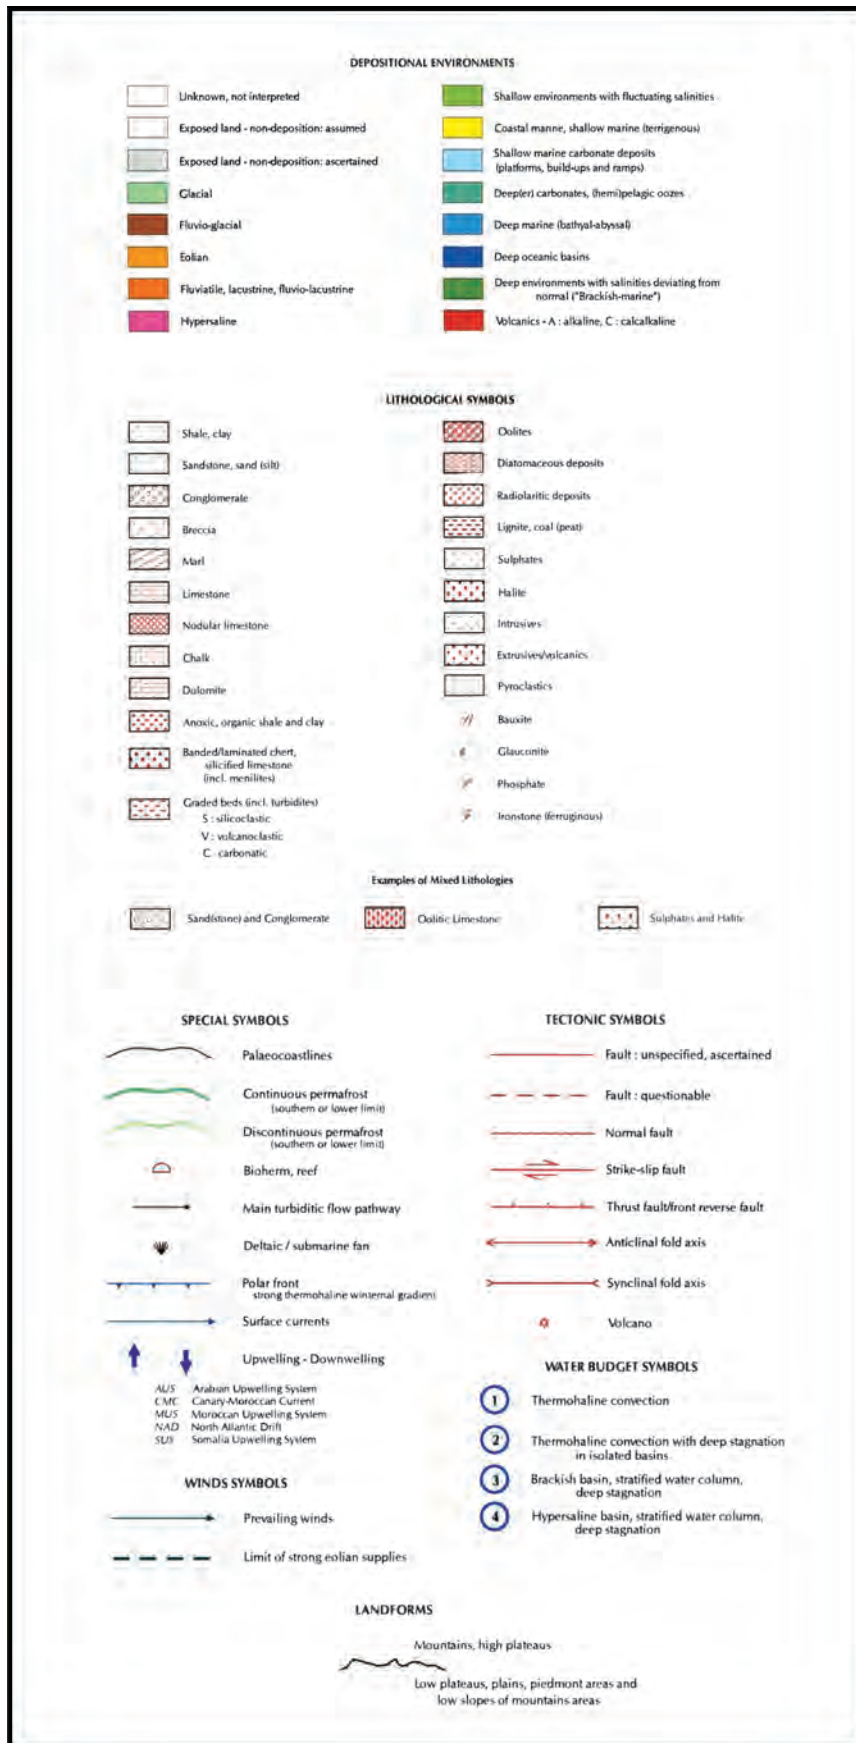 DEPOSITIONAL ENVIRONMENTS
Unknown, not interpreted
Exposed land - non-deposition: assumed
Exposed land - non-deposition: ascertained
Glacial
Fluvio-glacial
Eolian
Fluviatile, lacustrine, fluvio-lacustrine
Hypersaline
Shallow environments with fluctuating salinities
Coastal marine, shallow marine (terrigenous)
Shallow marine carbonate deposits
(platforms, build-ups and ramps)
Deep(er) carbonates, (hemi)pelagic oozes
Deep marine (bathyal-abyssal)
Deep oceanic basins
Deep environments with salinities deviating from
normal ("Brackish-marine")
Volcanics - A : alkaline, C : calcalkaline
LITHOLOGICAL SYMBOLS
Shale, clay
Sandstone, sand (silt)
Conglomerate
Breccia
Marl
Limestone
Nodular limestone
Chalk
Dolomite
Anoxic, organic shale and clay
Banded/laminated chert,
silicified limestone
(incl. menilites)
Graded beds (incl. turbidites)
S : silicoclastic
V : volcanoclastic
C : carbonatic
Oolites
Diatomaceous deposits
Radiolaritic deposits
Lignite, coal (peat)
Sulphates
Halite
Intrusives
Extrusives/volcanics
Pyroclastics
Bauxite
Glauconite
Phosphate
Ironstone (ferruginous)
Examples of Mixed Lithologies
Sand(stone) and Conglomerate
Oolitic Limestone
Sulphates and Halite
SPECIAL SYMBOLS
Palaeocoastlines
Continuous permafrost
(southern or lower limit)
Discontinuous permafrost
(southern or lower limit)
Bioherm, reef
Main turbiditic flow pathway
Deltaic / submarine fan
Polar front
strong thermohaline winternal gradient
Surface currents
Upwelling - Downwelling
AUS Arabian Upwelling System
CMC Canary-Moroccan Current
MUS Moroccan Upwelling System
NAD North Atlantic Drift
SUS Somalia Upwelling System
WINDS SYMBOLS
Prevailing winds
Limit of strong eolian supplies
TECTONIC SYMBOLS
Fault : unspecified, ascertained
Fault : questionable
Normal fault
Strike-slip fault
Thrust fault/front reverse fault
Anticlinal fold axis
Synclinal fold axis
Volcano
WATER BUDGET SYMBOLS
1 Thermohaline convection
2 Thermohaline convection with deep stagnation
in isolated basins
3 Brackish basin, stratified water column,
deep stagnation
4 Hypersaline basin, stratified water column,
deep stagnation
LANDFORMS
Mountains, high plateaus
Low plateaus, plains, piedmont areas and
low slopes of mountains areas